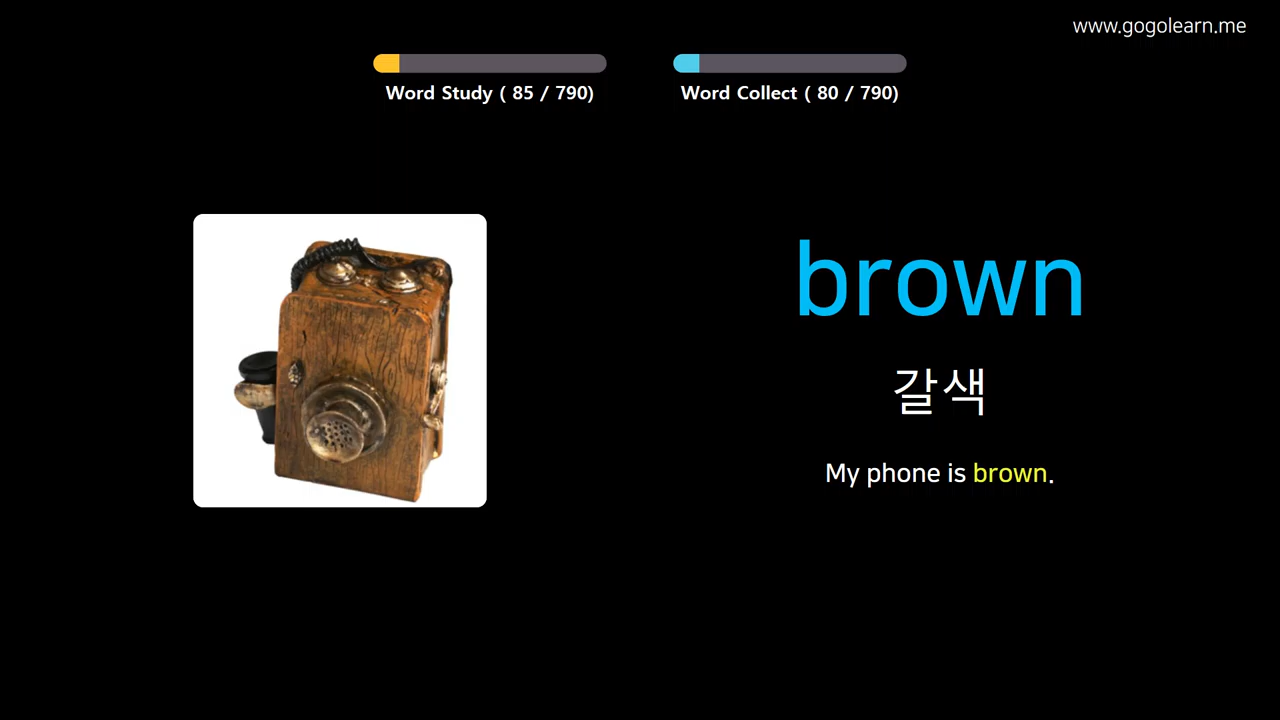 www.gogolearn.me
Word Study ( 85 / 790)
Word Collect ( 80 / 790)
brown
갈색
My phone is brown.